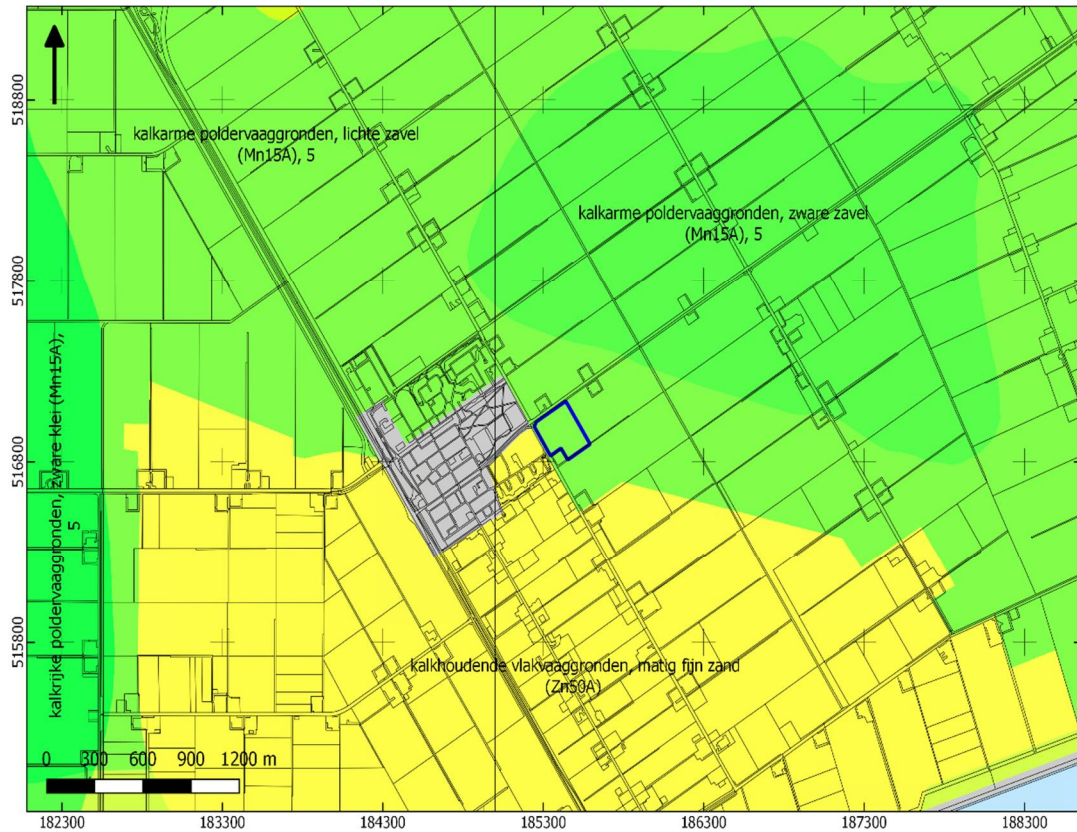 518800
517800
516800
515800
kalkarme poldervaaggronden, lichte zavel
(Mn15A), 5
kalkarme poldervaaggronden, zware zavel
(Mn15A), 5
kalkrijke poldervaaggronden, zware klei (Mn15A),
5
kalkhoudende vlakvaaggronden, matig fijn zand
(Zn50A)
0 300 600 900 1200 m
182300 183300 184300 185300 186300 187300 188300